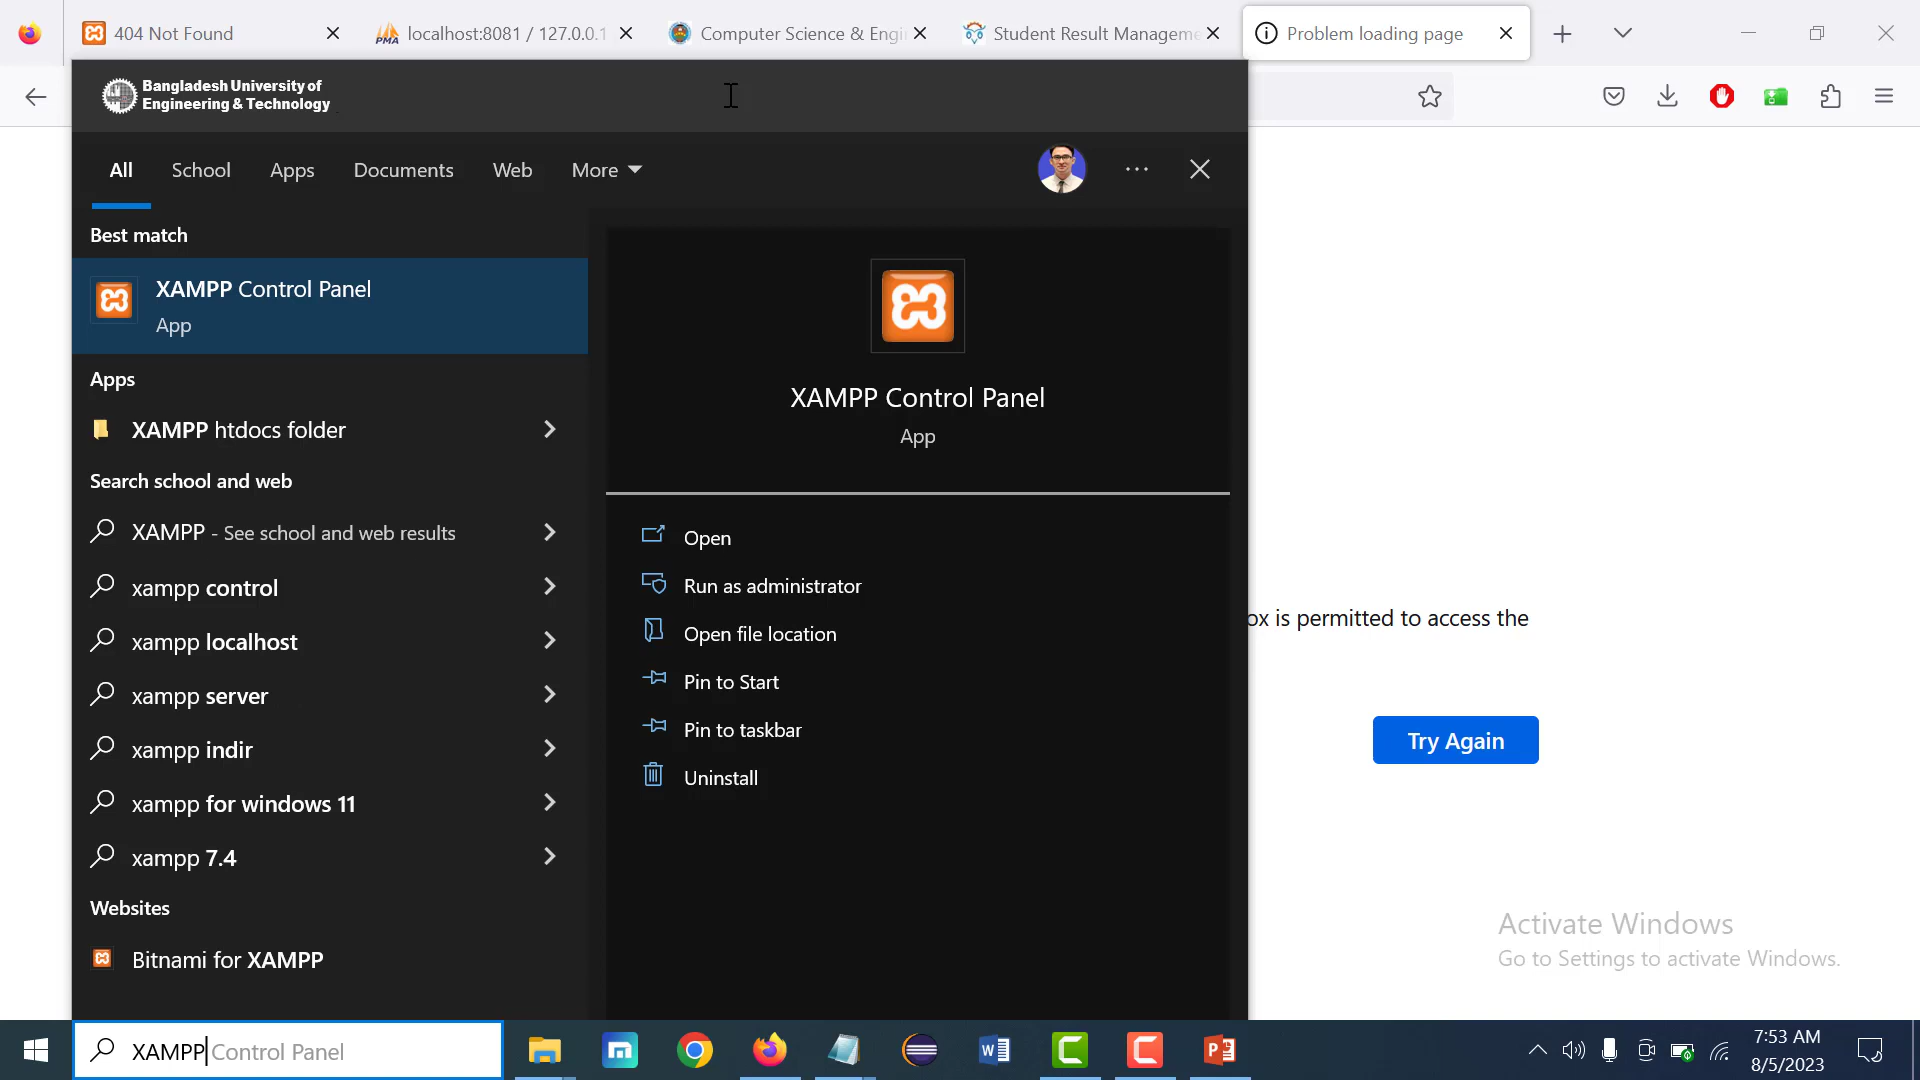 404 Not Found
localhost:8081 / 127.0.0.1
PMA
Computer Science & Engi
Student Result Manageme
Problem loading page
Bangladesh University of
Engineering & Technology
All
School
Apps
Documents
Web
More
Best match
XAMPP Control Panel
App
Apps
XAMPP htdocs folder
Search school and web
XAMPP - See school and web results
xampp control
xampp localhost
xampp server
xampp indir
xampp for windows 11
xampp 7.4
Websites
Bitnami for XAMPP
XAMPP Control Panel
App
Open
Run as administrator
Open file location
Pin to Start
Pin to taskbar
Uninstall
ox is permitted to access the
Try Again
Activate Windows
Go to Settings to activate Windows.
XAMPP Control Panel
7:53 AM
8/5/2023